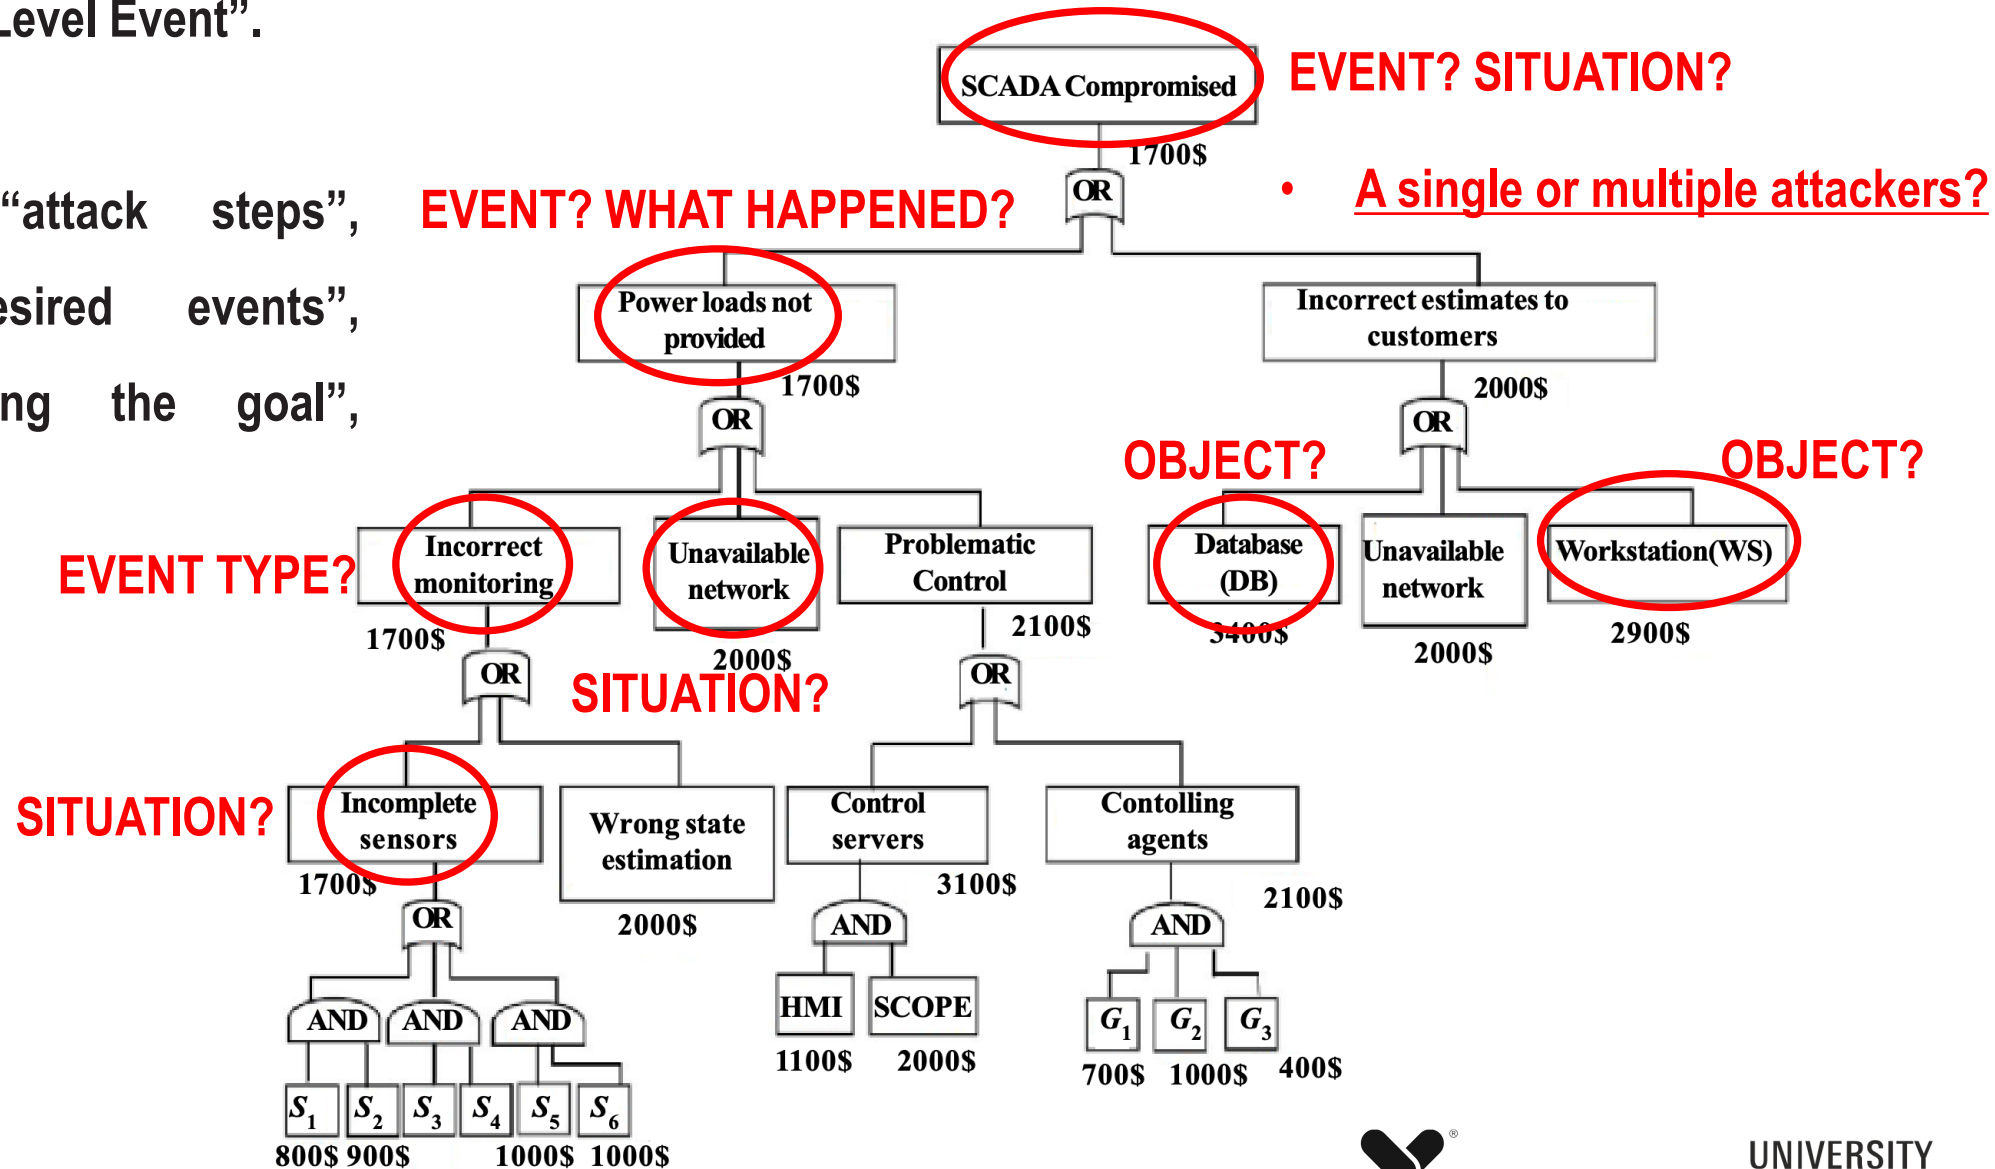 Level Event”.
EVENT? SITUATION?
SCADA Compromised
1700$
OR
• A single or multiple attackers?
“attack steps”,
EVENT? WHAT HAPPENED?
events”,
the goal”,
Power loads not
provided
1700$
OR
Incorrect estimates to
customers
2000$
OR
OBJECT?
OBJECT?
EVENT TYPE?
Incorrect
monitoring
1700$
OR
Unavailable
network
2000$
SITUATION?
Problematic
Control
2100$
OR
Database
(DB)
3400$
Unavailable
network
2000$
Workstation(WS)
2900$
SITUATION?
Incomplete
sensors
1700$
OR
Wrong state
estimation
2000$
Control
servers
3100$
AND
Contolling
agents
2100$
AND
HMI
SCOPE
1100$
2000$
G1
G2
G3
700$
1000$
400$
AND
AND
AND
S1
S2
S3
S4
S5
S6
800$
900$
1000$
1000$
®
UNIVERSITY